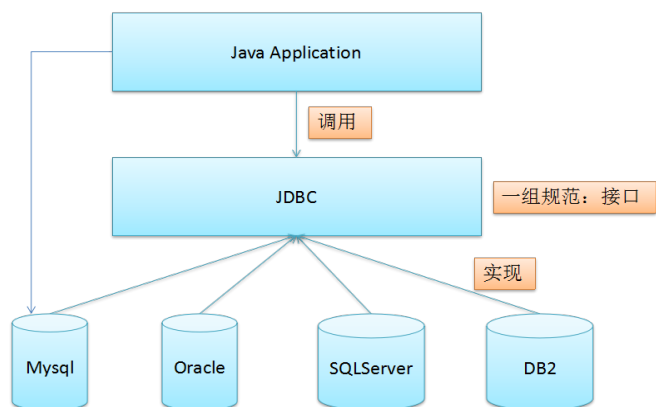 Java Application
调用
JDBC
一组规范：接口
实现
Mysql
Oracle
SQLServer
DB2